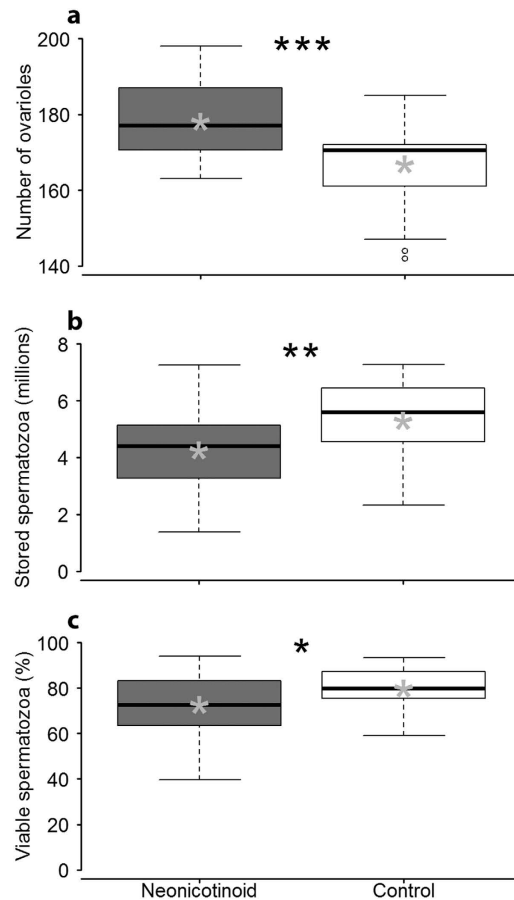 a
***
Number of ovarioles
200
180
160
140
b
**
Stored spermatozoa (millions)
8
6
4
2
0
c
*
Viable spermatozoa (%)
100
80
60
40
20
0
Neonicotinoid Control